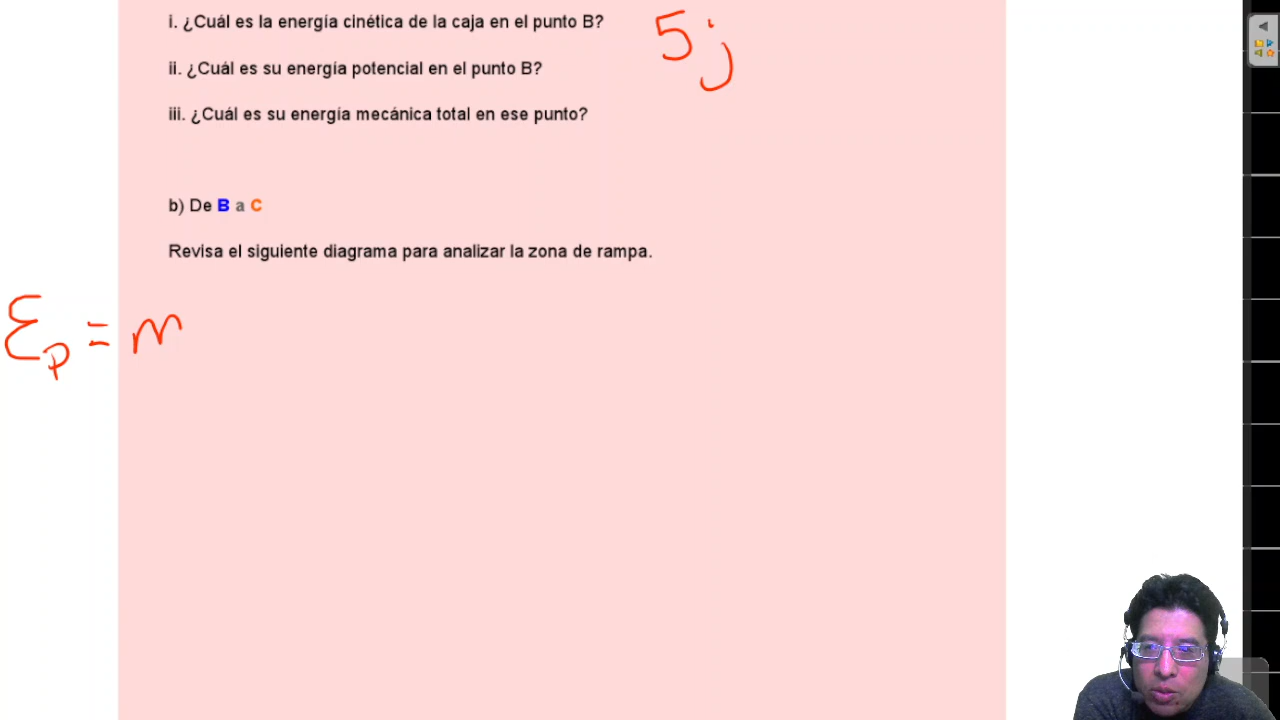 i. ¿Cuál es la energía cinética de la caja en el punto B? 5 j
ii. ¿Cuál es su energía potencial en el punto B?
iii. ¿Cuál es su energía mecánica total en ese punto?
b) De B a C
Revisa el siguiente diagrama para analizar la zona de rampa.
Ep = m